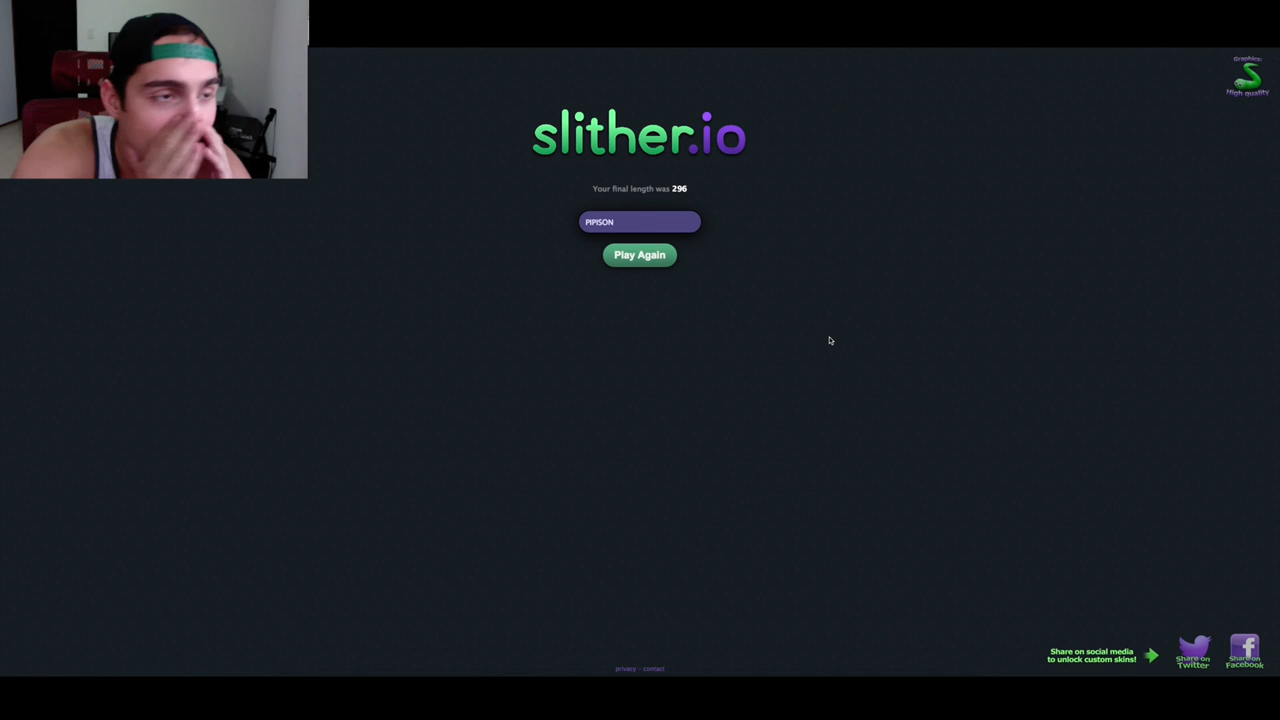 Graphics:
High quality
slither.io
Your final length was 296
PIPISON
Play Again
Share on social media
to unlock custom skins!
Share on
Twitter
Share on
Facebook
privacy - contact